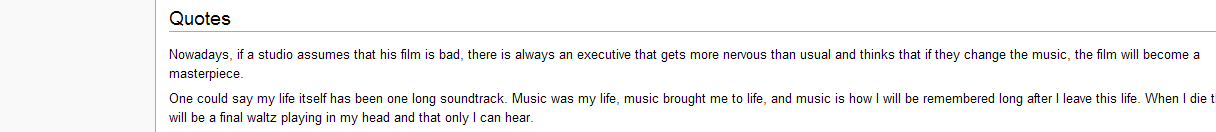 Quotes
Nowadays, if a studio assumes that his film is bad, there is always an executive that gets more nervous than usual and thinks that if they change the music, the film will become a
masterpiece.
One could say my life itself has been one long soundtrack. Music was my life, music brought me to life, and music is how I will be remembered long after I leave this life. When I die
will be a final waltz playing in my head and that only I can hear.